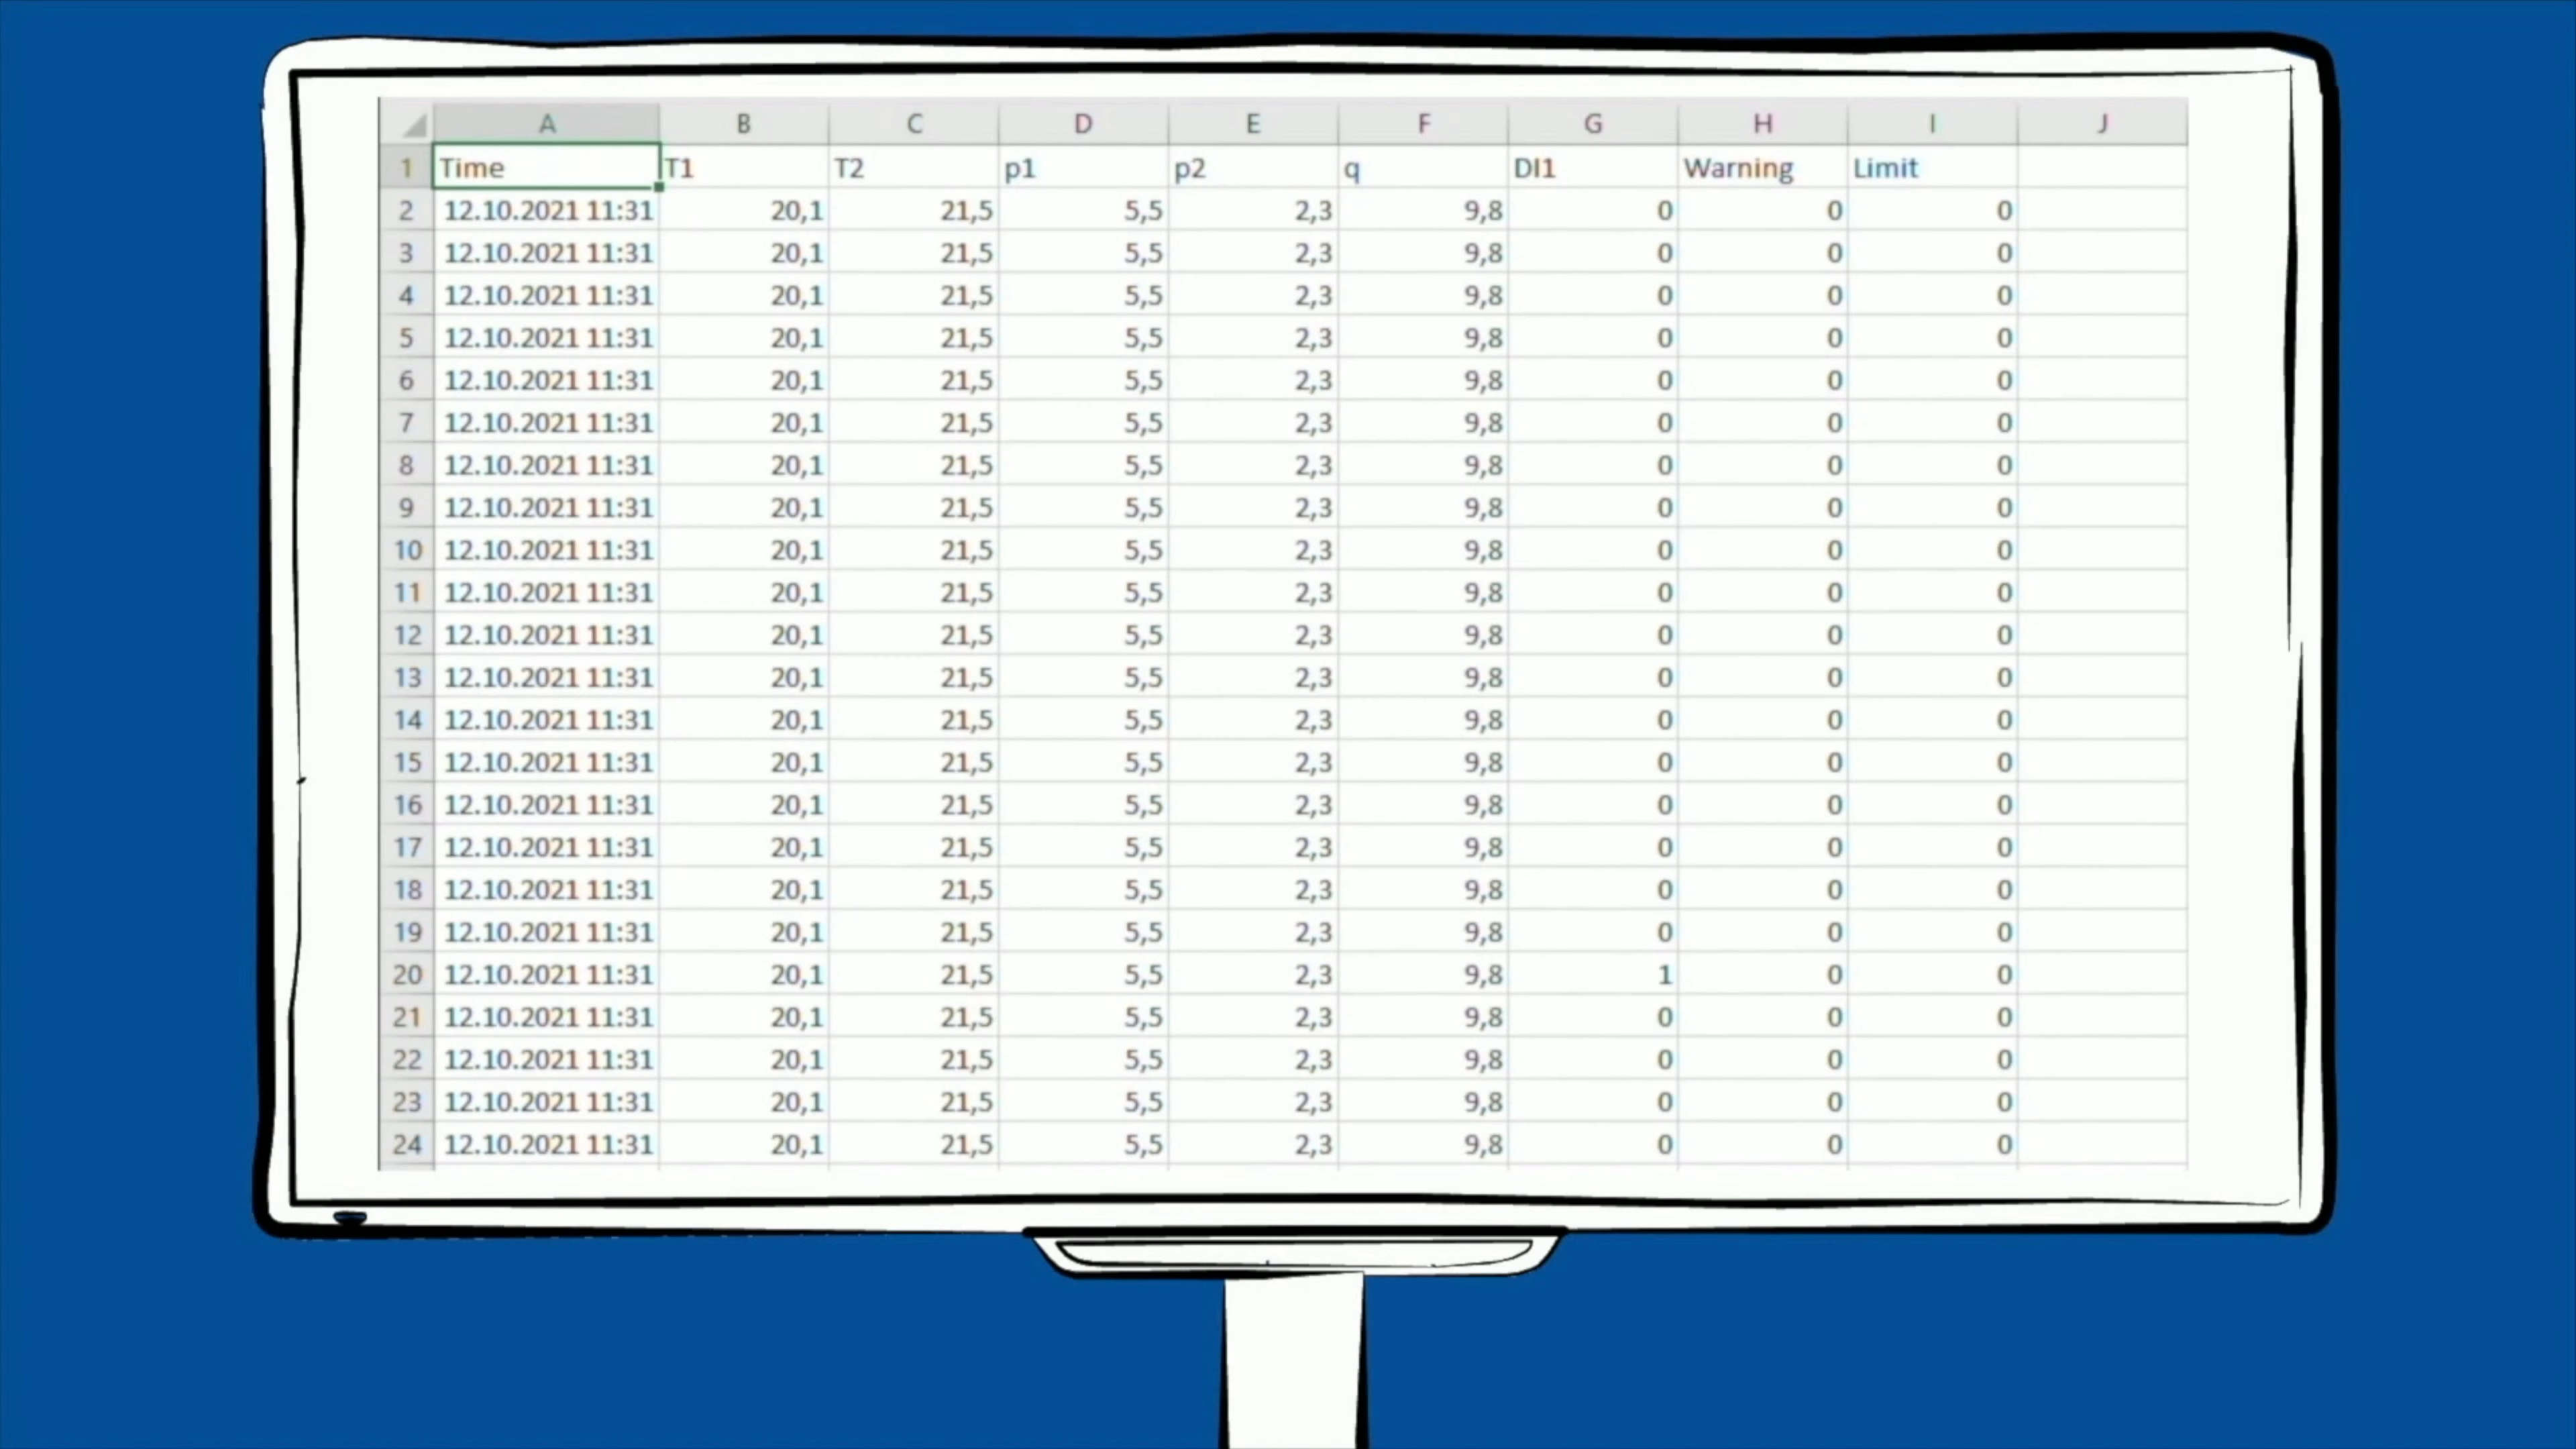 A B C D E F G H I J
1 Time T1 T2 p1 p2 q DI1 Warning Limit
2 12.10.2021 11:31 20,1 21,5 5,5 2,3 9,8 0 0 0
3 12.10.2021 11:31 20,1 21,5 5,5 2,3 9,8 0 0 0
4 12.10.2021 11:31 20,1 21,5 5,5 2,3 9,8 0 0 0
5 12.10.2021 11:31 20,1 21,5 5,5 2,3 9,8 0 0 0
6 12.10.2021 11:31 20,1 21,5 5,5 2,3 9,8 0 0 0
7 12.10.2021 11:31 20,1 21,5 5,5 2,3 9,8 0 0 0
8 12.10.2021 11:31 20,1 21,5 5,5 2,3 9,8 0 0 0
9 12.10.2021 11:31 20,1 21,5 5,5 2,3 9,8 0 0 0
10 12.10.2021 11:31 20,1 21,5 5,5 2,3 9,8 0 0 0
11 12.10.2021 11:31 20,1 21,5 5,5 2,3 9,8 0 0 0
12 12.10.2021 11:31 20,1 21,5 5,5 2,3 9,8 0 0 0
13 12.10.2021 11:31 20,1 21,5 5,5 2,3 9,8 0 0 0
14 12.10.2021 11:31 20,1 21,5 5,5 2,3 9,8 0 0 0
15 12.10.2021 11:31 20,1 21,5 5,5 2,3 9,8 0 0 0
16 12.10.2021 11:31 20,1 21,5 5,5 2,3 9,8 0 0 0
17 12.10.2021 11:31 20,1 21,5 5,5 2,3 9,8 0 0 0
18 12.10.2021 11:31 20,1 21,5 5,5 2,3 9,8 0 0 0
19 12.10.2021 11:31 20,1 21,5 5,5 2,3 9,8 0 0 0
20 12.10.2021 11:31 20,1 21,5 5,5 2,3 9,8 1 0 0
21 12.10.2021 11:31 20,1 21,5 5,5 2,3 9,8 0 0 0
22 12.10.2021 11:31 20,1 21,5 5,5 2,3 9,8 0 0 0
23 12.10.2021 11:31 20,1 21,5 5,5 2,3 9,8 0 0 0
24 12.10.2021 11:31 20,1 21,5 5,5 2,3 9,8 0 0 0